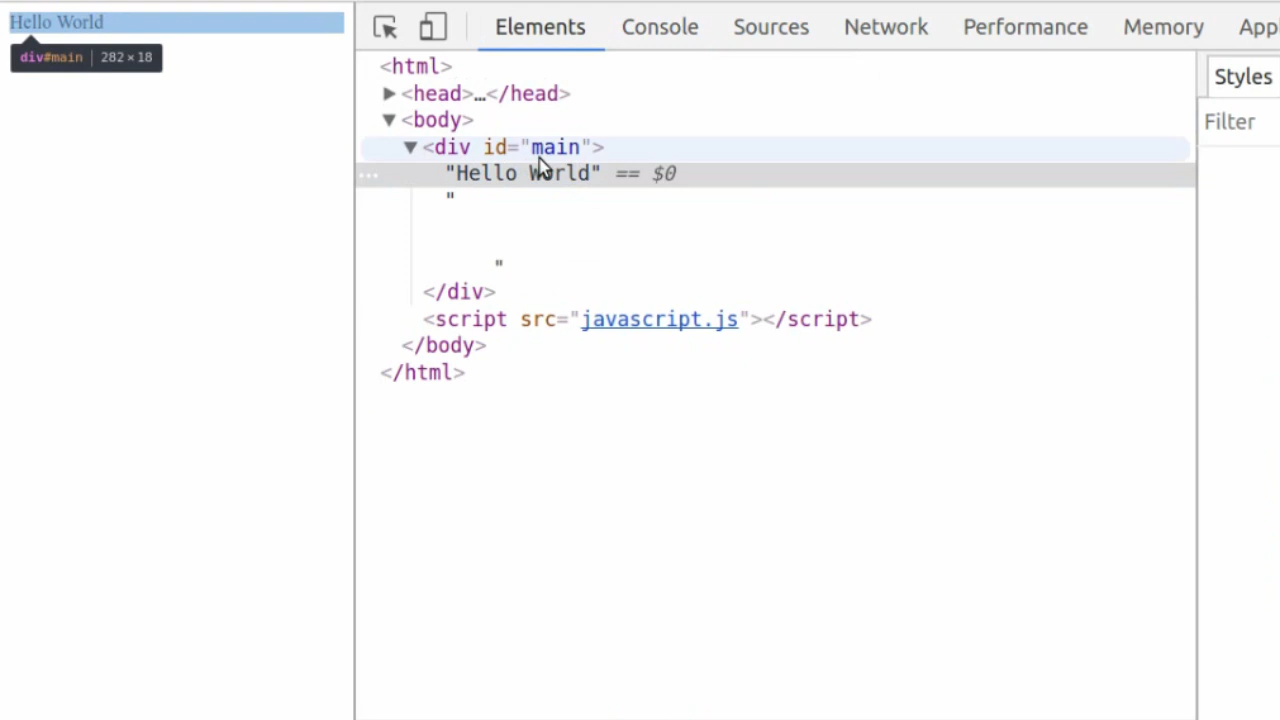 Hello World
div#main | 282 × 18
Elements Console Sources Network Performance Memory App
<html>
▶<head>…</head>
▼<body>
▼<div id="main">
"Hello World" == $0
"
"
</div>
<script src="javascript.js"></script>
</body>
</html>
Styles
Filter